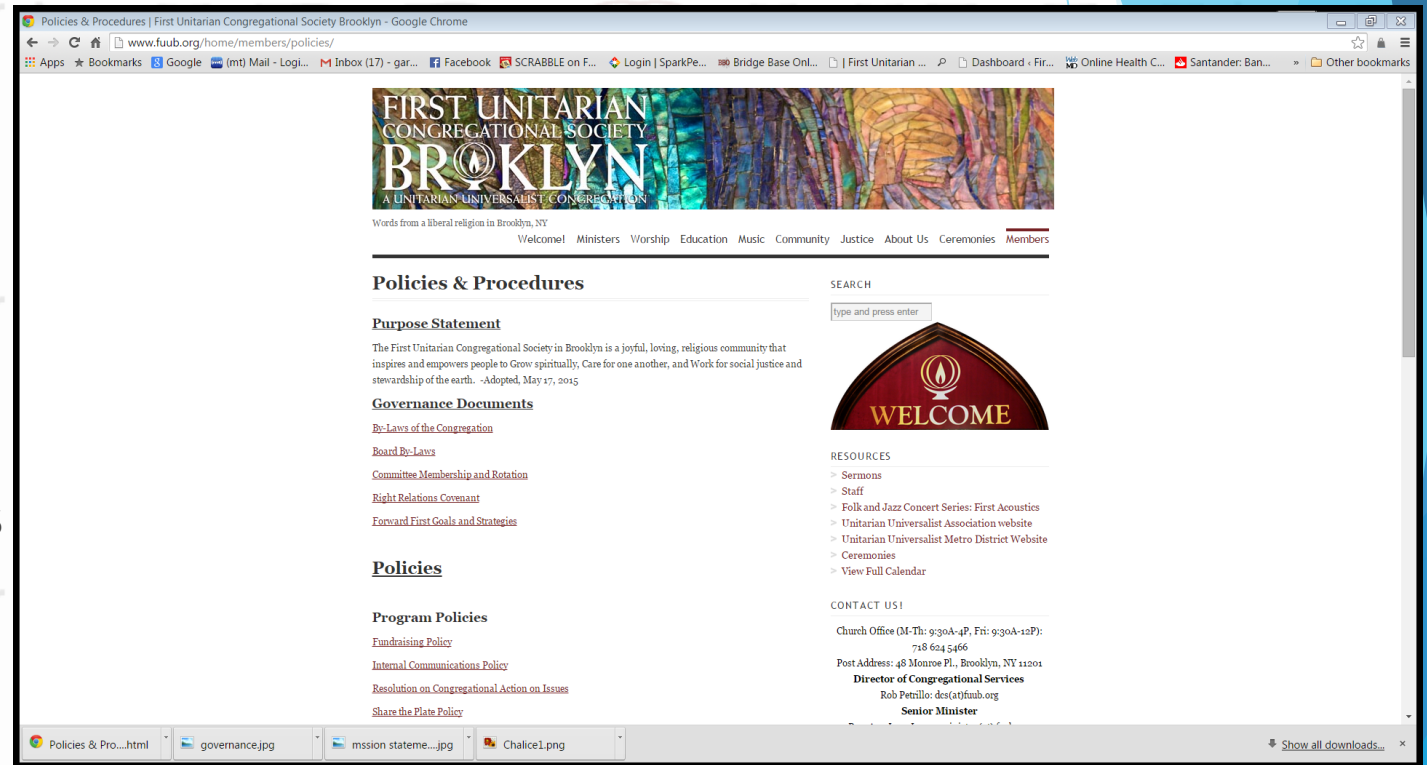 Policies & Procedures | First Unitarian Congregational Society Brooklyn - Google Chrome
www.fuub.org/home/members/policies/
Apps Bookmarks Google (mt) Mail - Logi... Inbox (17) - gar... Facebook SCRABBLE on F... Login | SparkPe... Bridge Base Onl... | First Unitarian ... Dashboard ‹ Fir... Online Health C... Santander: Ban... » Other bookmarks
FIRST UNITARIAN
CONGREGATIONAL SOCIETY
BROOKLYN
A UNITARIAN UNIVERSALIST CONGREGATION
Words from a liberal religion in Brooklyn, NY
Welcome! Ministers Worship Education Music Community Justice About Us Ceremonies Members
Policies & Procedures
Purpose Statement
The First Unitarian Congregational Society in Brooklyn is a joyful, loving, religious community that
inspires and empowers people to Grow spiritually, Care for one another, and Work for social justice and
stewardship of the earth. -Adopted, May 17, 2015
Governance Documents
By-Laws of the Congregation
Board By-Laws
Committee Membership and Rotation
Right Relations Covenant
Forward First Goals and Strategies
Policies
Program Policies
Fundraising Policy
Internal Communications Policy
Resolution on Congregational Action on Issues
Share the Plate Policy
SEARCH
type and press enter
WELCOME
RESOURCES
> Sermons
> Staff
> Folk and Jazz Concert Series: First Acoustics
> Unitarian Universalist Association website
> Unitarian Universalist Metro District Website
> Ceremonies
> View Full Calendar
CONTACT US!
Church Office (M-Th: 9:30A-4P, Fri: 9:30A-12P):
718 624 5466
Post Address: 48 Monroe Pl., Brooklyn, NY 11201
Director of Congregational Services
Rob Petrillo: dcs(at)fuub.org
Senior Minister
Policies & Pro....html governance.jpg mssion stateme....jpg Chalice1.png Show all downloads...